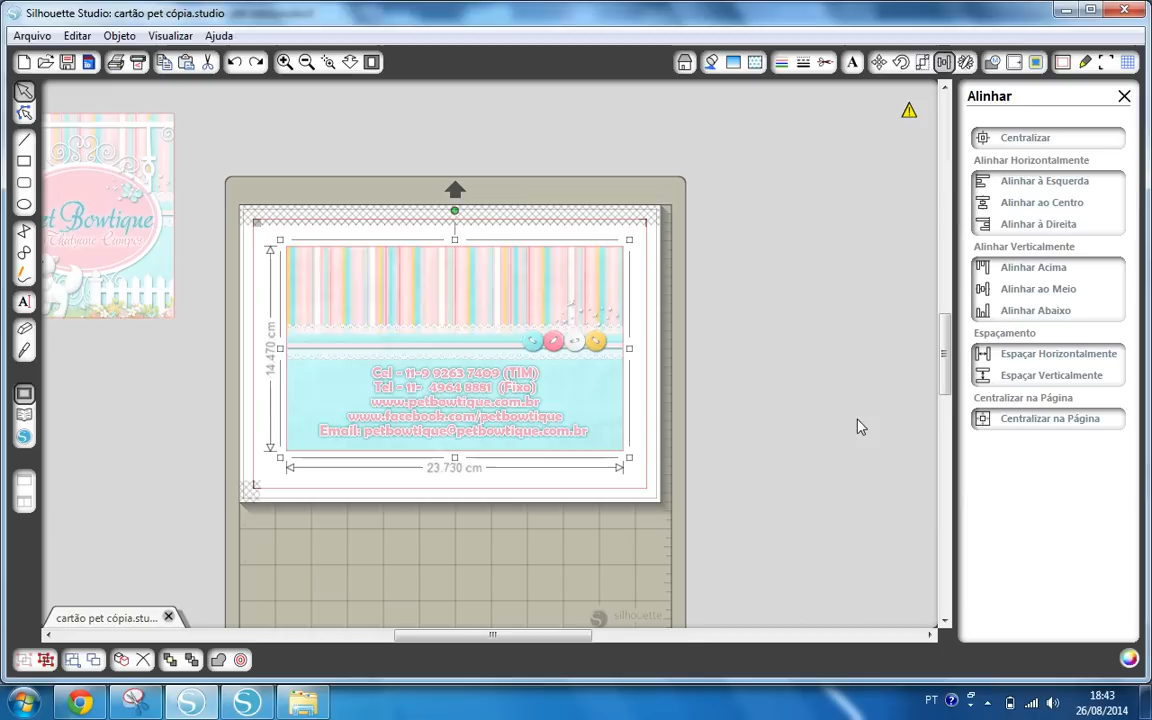 Silhouette Studio: cartão pet cópia.studio
Arquivo Editar Objeto Visualizar Ajuda
Alinhar
Centralizar
Alinhar Horizontalmente
Alinhar à Esquerda
Alinhar ao Centro
Alinhar à Direita
Alinhar Verticalmente
Alinhar Acima
Alinhar ao Meio
Alinhar Abaixo
Espaçamento
Espaçar Horizontalmente
Espaçar Verticalmente
Centralizar na Página
Centralizar na Página
et Bowtique
by Thatyane Campos
14.470 cm
Cel - 11-9 9263 7409 (TIM)
Tel - 11- 4964 8881 (Fixo)
www.petbowtique.com.br
www.facebook.com/petbowtique
Email: petbowtique@petbowtique.com.br
23.730 cm
silhouette
cartão pet cópia.stu...
PT
18:43
26/08/2014